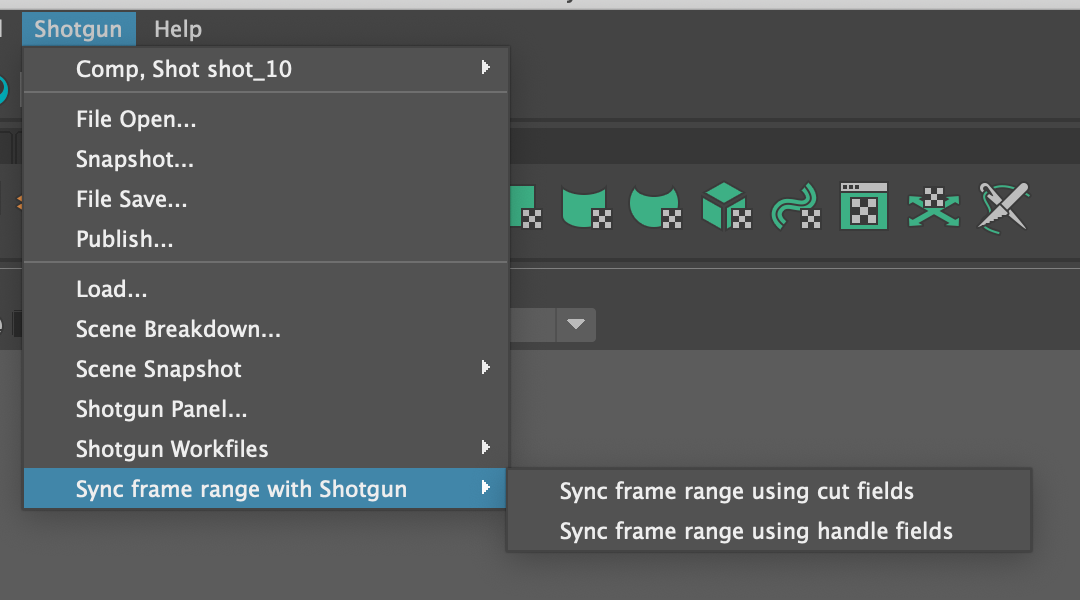 Shotgun
Help
Comp, Shot shot_10
File Open...
Snapshot...
File Save...
Publish...
Load...
Scene Breakdown...
Scene Snapshot
Shotgun Panel...
Shotgun Workfiles
Sync frame range with Shotgun
Sync frame range using cut fields
Sync frame range using handle fields